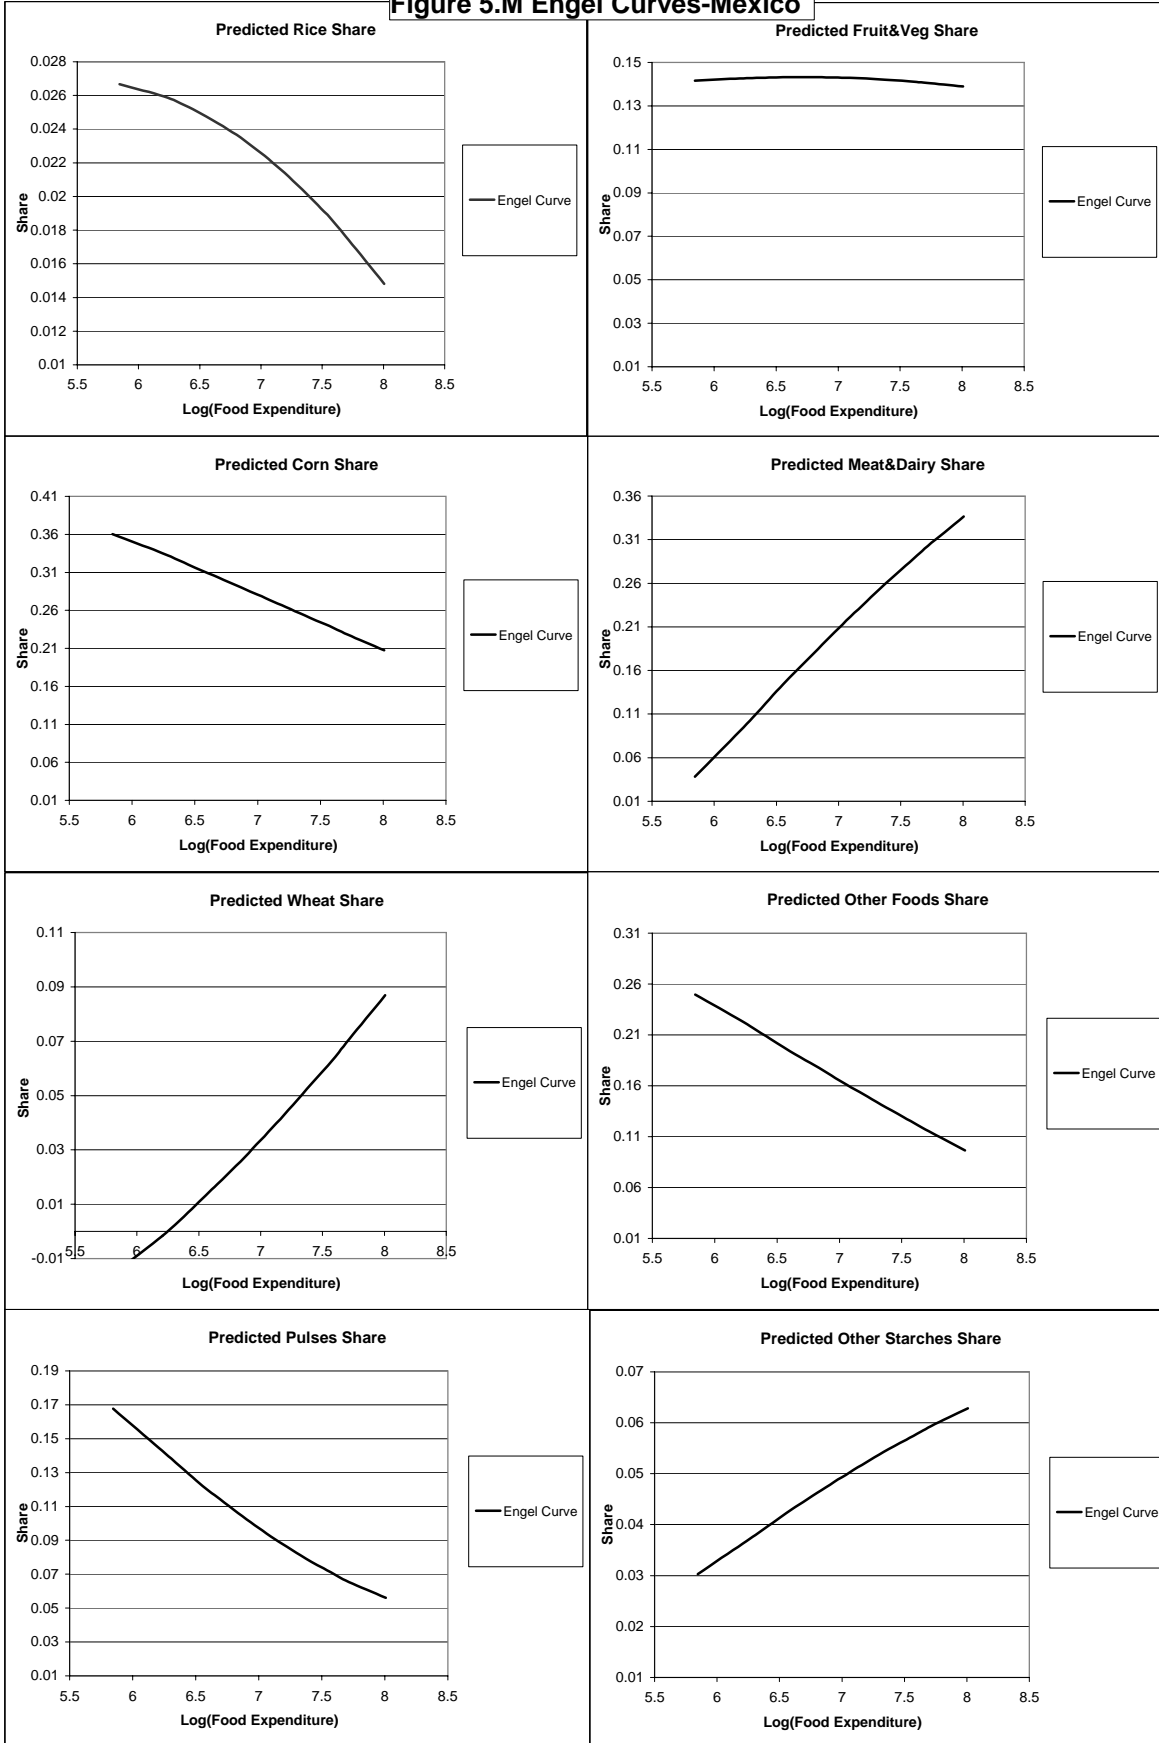 Figure 5.M Engel Curves-Mexico
Predicted Rice Share
0.028
0.026
0.024
0.022
0.02
0.018
0.016
0.014
0.012
0.01
5.5 6 6.5 7 7.5 8 8.5
Log(Food Expenditure)
Share
Engel Curve
Predicted Fruit&Veg Share
0.15
0.13
0.11
0.09
0.07
0.05
0.03
0.01
5.5 6 6.5 7 7.5 8 8.5
Log(Food Expenditure)
Share
Engel Curve
Predicted Corn Share
0.41
0.36
0.31
0.26
0.21
0.16
0.11
0.06
0.01
5.5 6 6.5 7 7.5 8 8.5
Log(Food Expenditure)
Share
Engel Curve
Predicted Meat&Dairy Share
0.36
0.31
0.26
0.21
0.16
0.11
0.06
0.01
5.5 6 6.5 7 7.5 8 8.5
Log(Food Expenditure)
Share
Engel Curve
Predicted Wheat Share
0.11
0.09
0.07
0.05
0.03
0.01
-0.01
5.5 6 6.5 7 7.5 8 8.5
Log(Food Expenditure)
Share
Engel Curve
Predicted Other Foods Share
0.31
0.26
0.21
0.16
0.11
0.06
0.01
5.5 6 6.5 7 7.5 8 8.5
Log(Food Expenditure)
Share
Engel Curve
Predicted Pulses Share
0.19
0.17
0.15
0.13
0.11
0.09
0.07
0.05
0.03
0.01
5.5 6 6.5 7 7.5 8 8.5
Log(Food Expenditure)
Share
Engel Curve
Predicted Other Starches Share
0.07
0.06
0.05
0.04
0.03
0.02
0.01
5.5 6 6.5 7 7.5 8 8.5
Log(Food Expenditure)
Share
Engel Curve